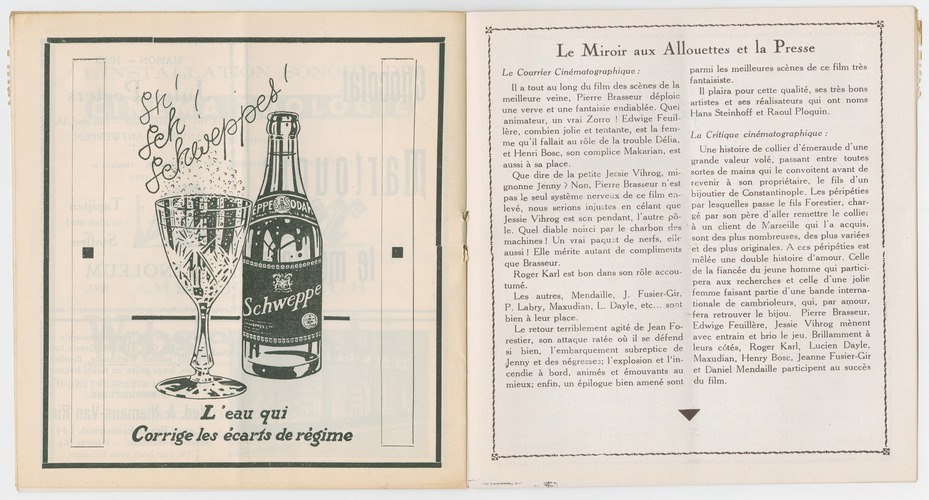 Sch !
Sch !
Schweppes !
SCHWEPPE SODA
Schweppe
L'eau qui
Corrige les écarts de régime
Le Miroir aux Allouettes et la Presse
Le Courrier Cinématographique :
Il a tout au long du film des scènes de la
meilleure veine, Pierre Brasseur déploie
une verve et une fantaisie endiablée. Quel
animateur, un vrai Zorro ! Edwige Feuil-
lère, combien jolie et tentante, est la fem-
me qu'il fallait au rôle de la trouble Délia,
et Henri Bosc, son complice Makarian, est
aussi à sa place.
Que dire de la petite Jessie Vihrog, mi-
gnonne Jenny ? Non, Pierre Brasseur n'est
pas le seul système nerveux de ce film en-
levé, nous serions injustes en célant que
Jessie Vihrog est son pendant, l'autre pô-
le. Quel diable noirci par le charbon des
machines ! Un vrai paquet de nerfs, elle
aussi ! Elle mérite autant de compliments
que Brasseur.
Roger Karl est bon dans son rôle accou-
tumé.
Les autres, Mendaille, J. Fusier-Gir,
P. Labry, Maxudian, L. Dayle, etc... sont
bien à leur place.
Le retour terriblement agité de Jean Fo-
restier, son attaque ratée où il se défend
si bien, l'embarquement subreptice de
Jenny et des négresses; l'explosion et l'in-
cendie à bord, animés et émouvants au
mieux; enfin, un épilogue bien amené sont
parmi les meilleures scènes de ce film très
fantaisiste.
Il plaira pour cette qualité, ses très bons
artistes et ses réalisateurs qui ont noms
Hans Steinhoff et Raoul Ploquin.
La Critique cinématographique :
Une histoire de collier d'émeraude d'une
grande valeur volé, passant entre toutes
sortes de mains qui le convoitent avant de
revenir à son propriétaire, le fils d'un
bijoutier de Constantinople. Les péripéties
par lesquelles passe le fils Forestier, char-
gé par son père d'aller remettre le collier
à un client de Marseille qui l'a acquis,
sont des plus nombreuses, des plus variées
et des plus originales. A ces péripéties est
mêlée une double histoire d'amour. Celle
de la fiancée du jeune homme qui partici-
pera aux recherches et celle d'une jolie
femme faisant partie d'une bande interna-
tionale de cambrioleurs, qui, par amour,
fera retrouver le bijou. Pierre Brasseur,
Edwige Feuillère, Jessie Vihrog mènent
avec entrain et brio le jeu. Brillamment à
leurs côtés, Roger Karl, Lucien Dayle,
Maxudian, Henry Bosc, Jeanne Fusier-Gir
et Daniel Mendaille participent au succès
du film.